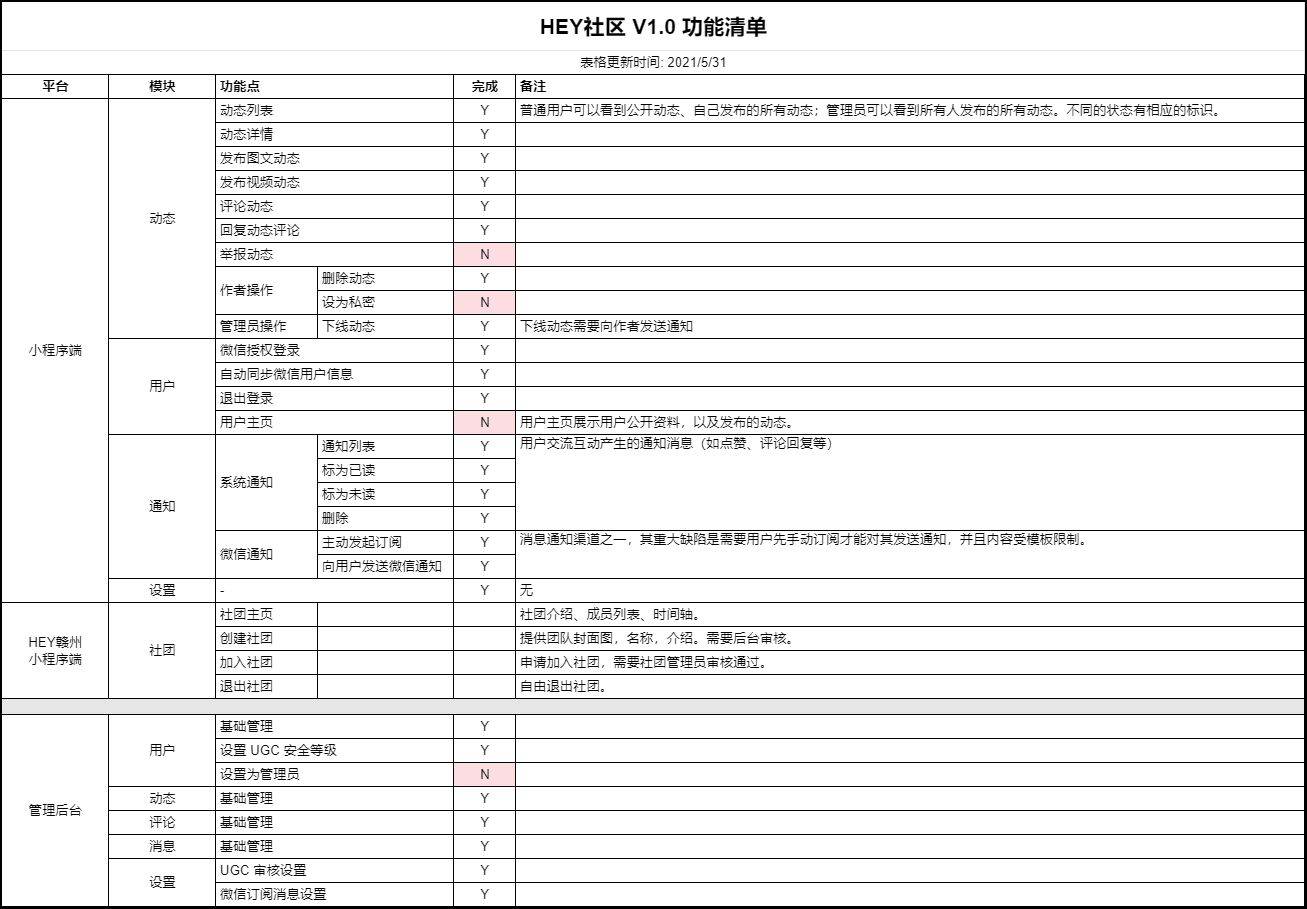 HEY社区 V1.0 功能清单
表格更新时间: 2021/5/31
平台 模块 功能点 完成 备注
小程序端 动态 动态列表 Y 普通用户可以看到公开动态、自己发布的所有动态；管理员可以看到所有人发布的所有动态。不同的状态有相应的标识。
动态详情 Y
发布图文动态 Y
发布视频动态 Y
评论动态 Y
回复动态评论 Y
举报动态 N
作者操作 删除动态 Y
设为私密 N
管理员操作 下线动态 Y 下线动态需要向作者发送通知
用户 微信授权登录 Y
自动同步微信用户信息 Y
退出登录 Y
用户主页 N 用户主页展示用户公开资料，以及发布的动态。
通知 系统通知 通知列表 Y 用户交流互动产生的通知消息（如点赞、评论回复等）
标为已读 Y
标为未读 Y
删除 Y
微信通知 主动发起订阅 Y 消息通知渠道之一，其重大缺陷是需要用户先手动订阅才能对其发送通知，并且内容受模板限制。
向用户发送微信通知 Y
设置 - Y 无
HEY赣州
小程序端 社团 社团主页 社团介绍、成员列表、时间轴。
创建社团 提供团队封面图，名称，介绍。需要后台审核。
加入社团 申请加入社团，需要社团管理员审核通过。
退出社团 自由退出社团。
管理后台 用户 基础管理 Y
设置 UGC 安全等级 Y
设置为管理员 N
动态 基础管理 Y
评论 基础管理 Y
消息 基础管理 Y
设置 UGC 审核设置 Y
微信订阅消息设置 Y